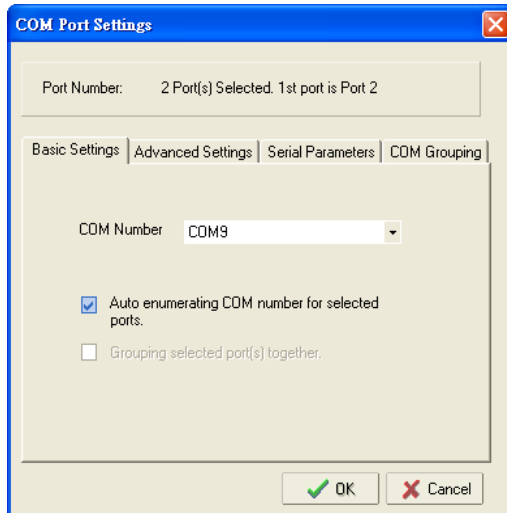 COM Port Settings
Port Number: 2 Port(s) Selected. 1st port is Port 2
Basic Settings Advanced Settings Serial Parameters COM Grouping
COM Number COM9
Auto enumerating COM number for selected
ports.
Grouping selected port(s) together.
OK Cancel